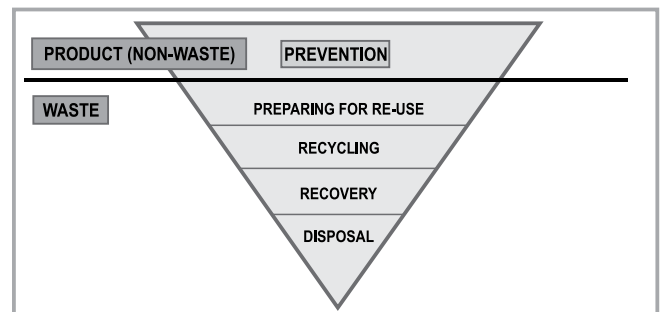 PRODUCT (NON-WASTE) PREVENTION
WASTE
PREPARING FOR RE-USE
RECYCLING
RECOVERY
DISPOSAL